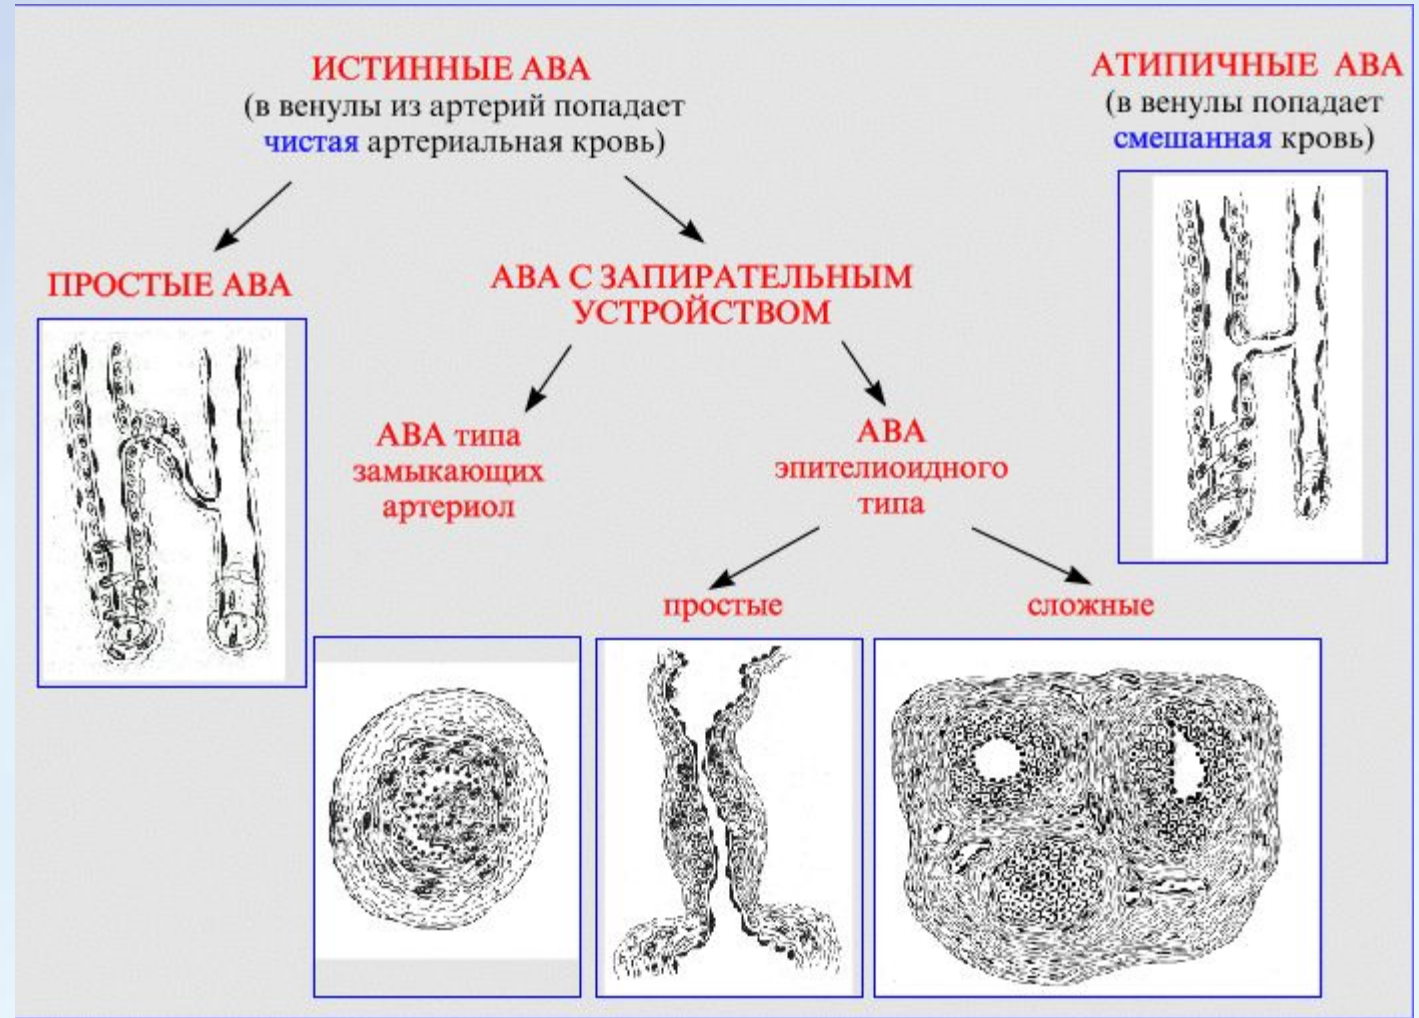 ИСТИННЫЕ АВА
(в венулы из артерий попадает
чистая артериальная кровь)
АТИПИЧНЫЕ АВА
(в венулы попадает
смешанная кровь)
ПРОСТЫЕ АВА
АВА С ЗАПИРАТЕЛЬНЫМ
УСТРОЙСТВОМ
АВА типа
замыкающих
артериол
АВА
эпителиоидного
типа
простые
сложные